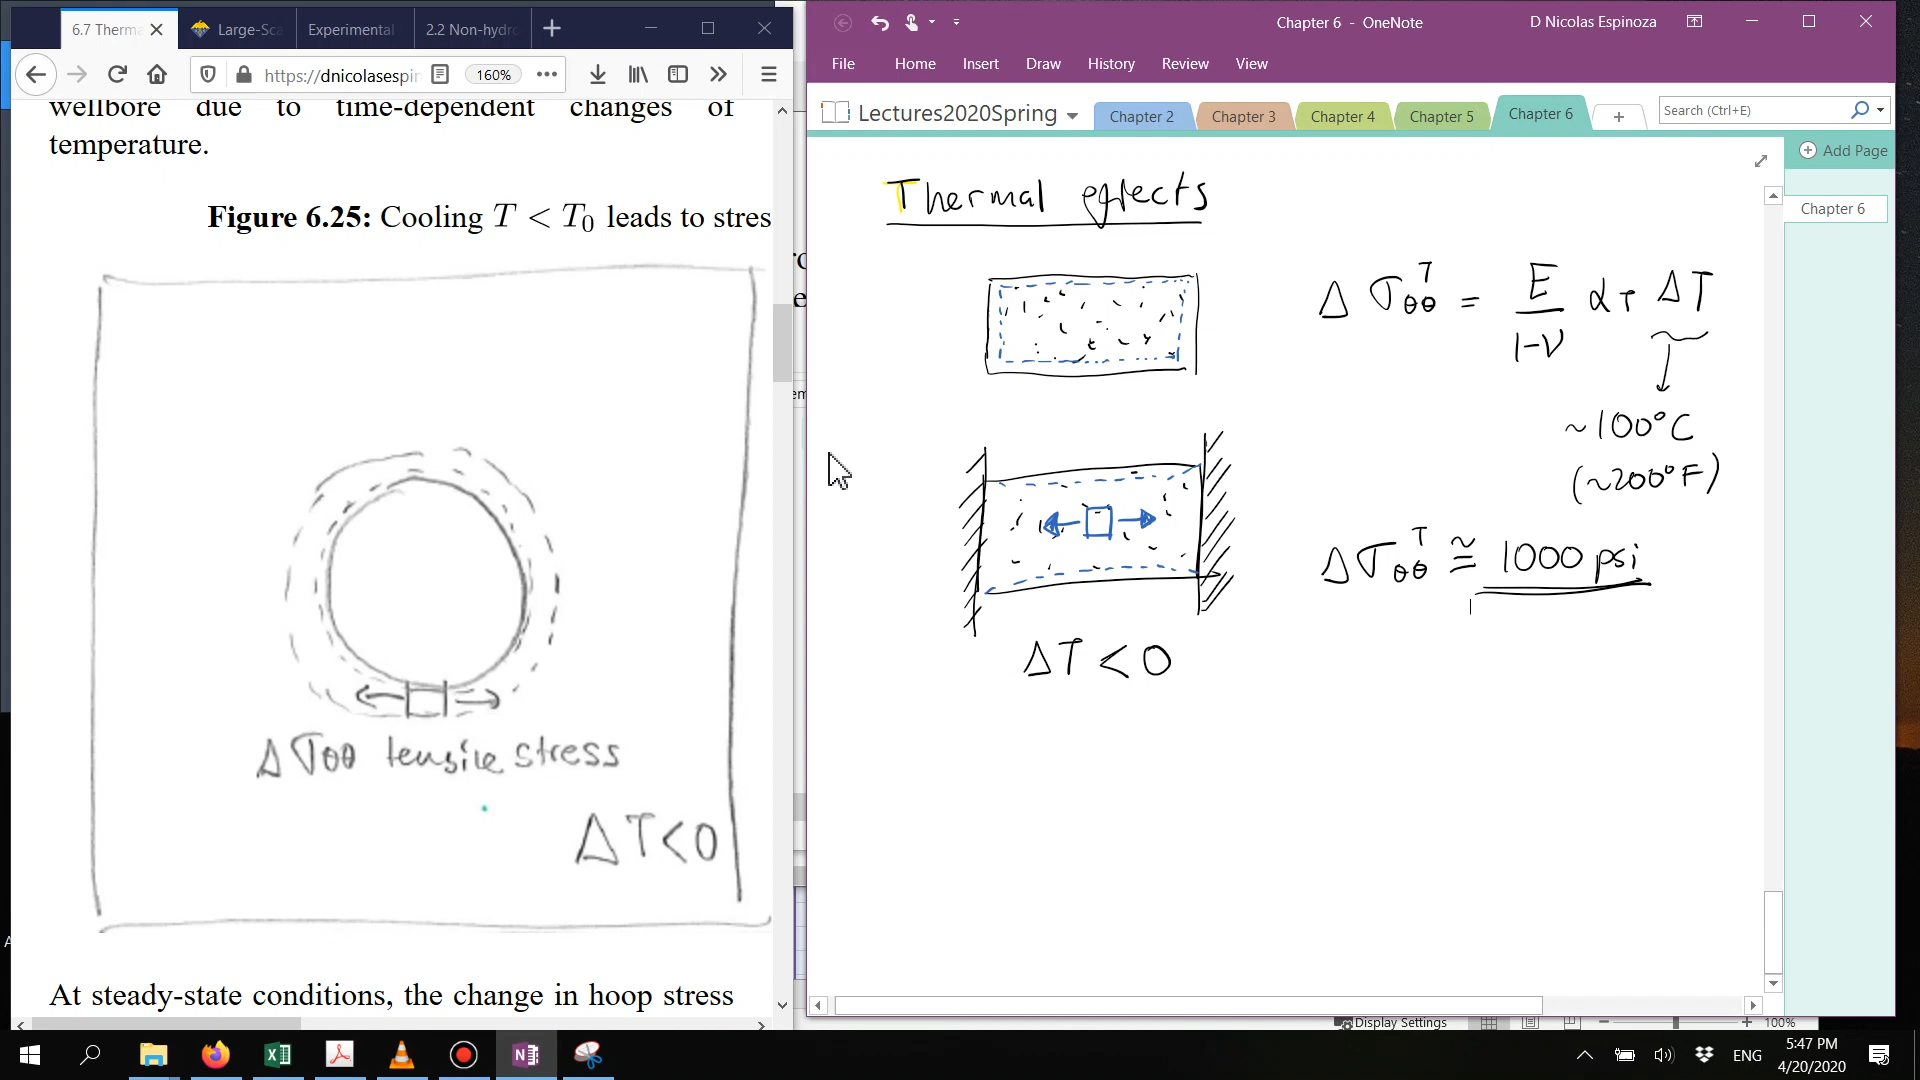 6.7 Therma
Large-Sca
Experimental
2.2 Non-hydro
https://dnicolasespin
160%
wellbore due to time-dependent changes of
temperature.
Figure 6.25: Cooling T < T0 leads to stres
Δσθθ tensile stress
ΔT<0
At steady-state conditions, the change in hoop stress
Chapter 6 - OneNote
D Nicolas Espinoza
File Home Insert Draw History Review View
Lectures2020Spring
Chapter 2
Chapter 3
Chapter 4
Chapter 5
Chapter 6
Search (Ctrl+E)
Add Page
Chapter 6
Thermal effects
Δσθθ^T = E/(1-ν) αT ΔT
~100°C
(~200°F)
Δσθθ^T ≅ 1000 psi
ΔT < 0
Display Settings
100%
ENG
5:47 PM
4/20/2020